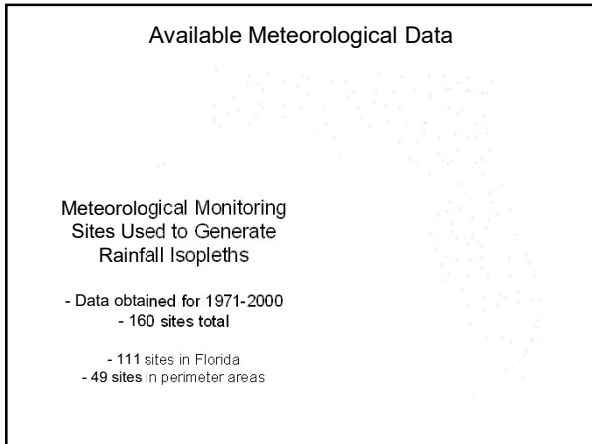 Available Meteorological Data
Meteorological Monitoring
Sites Used to Generate
Rainfall Isopleths
- Data obtained for 1971-2000
- 160 sites total
- 111 sites in Florida
- 49 sites in perimeter areas